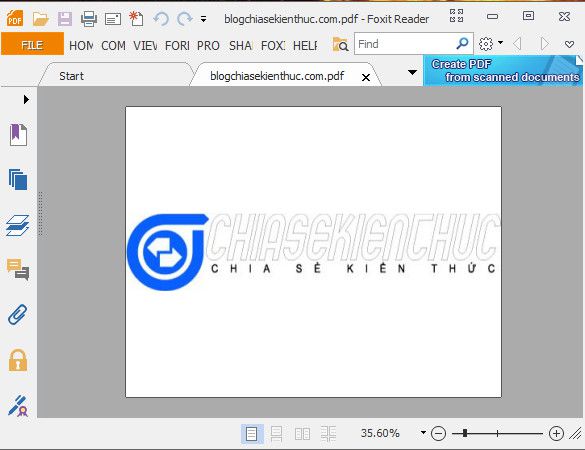 PDF
blogchiasekienthuc.com.pdf - Foxit Reader
FILE HOM COM VIEV FORI PRO SHA FOXI HELF Find
Start blogchiasekienthuc.com.pdf
Create PDF
from scanned documents
CHIASEKIENTHUC
CHIA SẺ KIẾN THỨC
35.60%